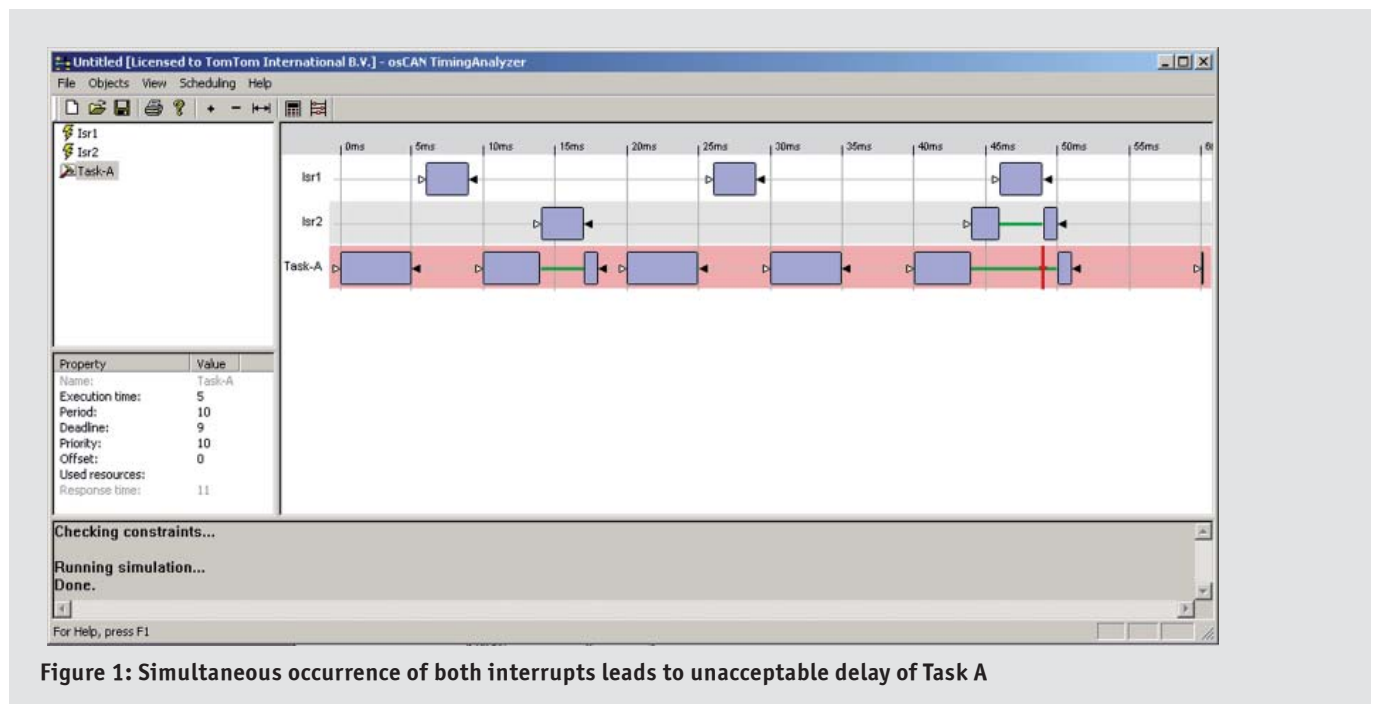 Untitled [Licensed to TomTom International B.V.] - osCAN TimingAnalyzer
File Objects View Scheduling Help
Isr1
Isr2
Task-A
0ms 5ms 10ms 15ms 20ms 25ms 30ms 35ms 40ms 45ms 50ms 55ms
Isr1
Isr2
Task-A
Property Value
Name: Task-A
Execution time: 5
Period: 10
Deadline: 9
Priority: 10
Offset: 0
Used resources:
Response time: 11
Checking constraints...
Running simulation...
Done.
For Help, press F1
Figure 1: Simultaneous occurrence of both interrupts leads to unacceptable delay of Task A